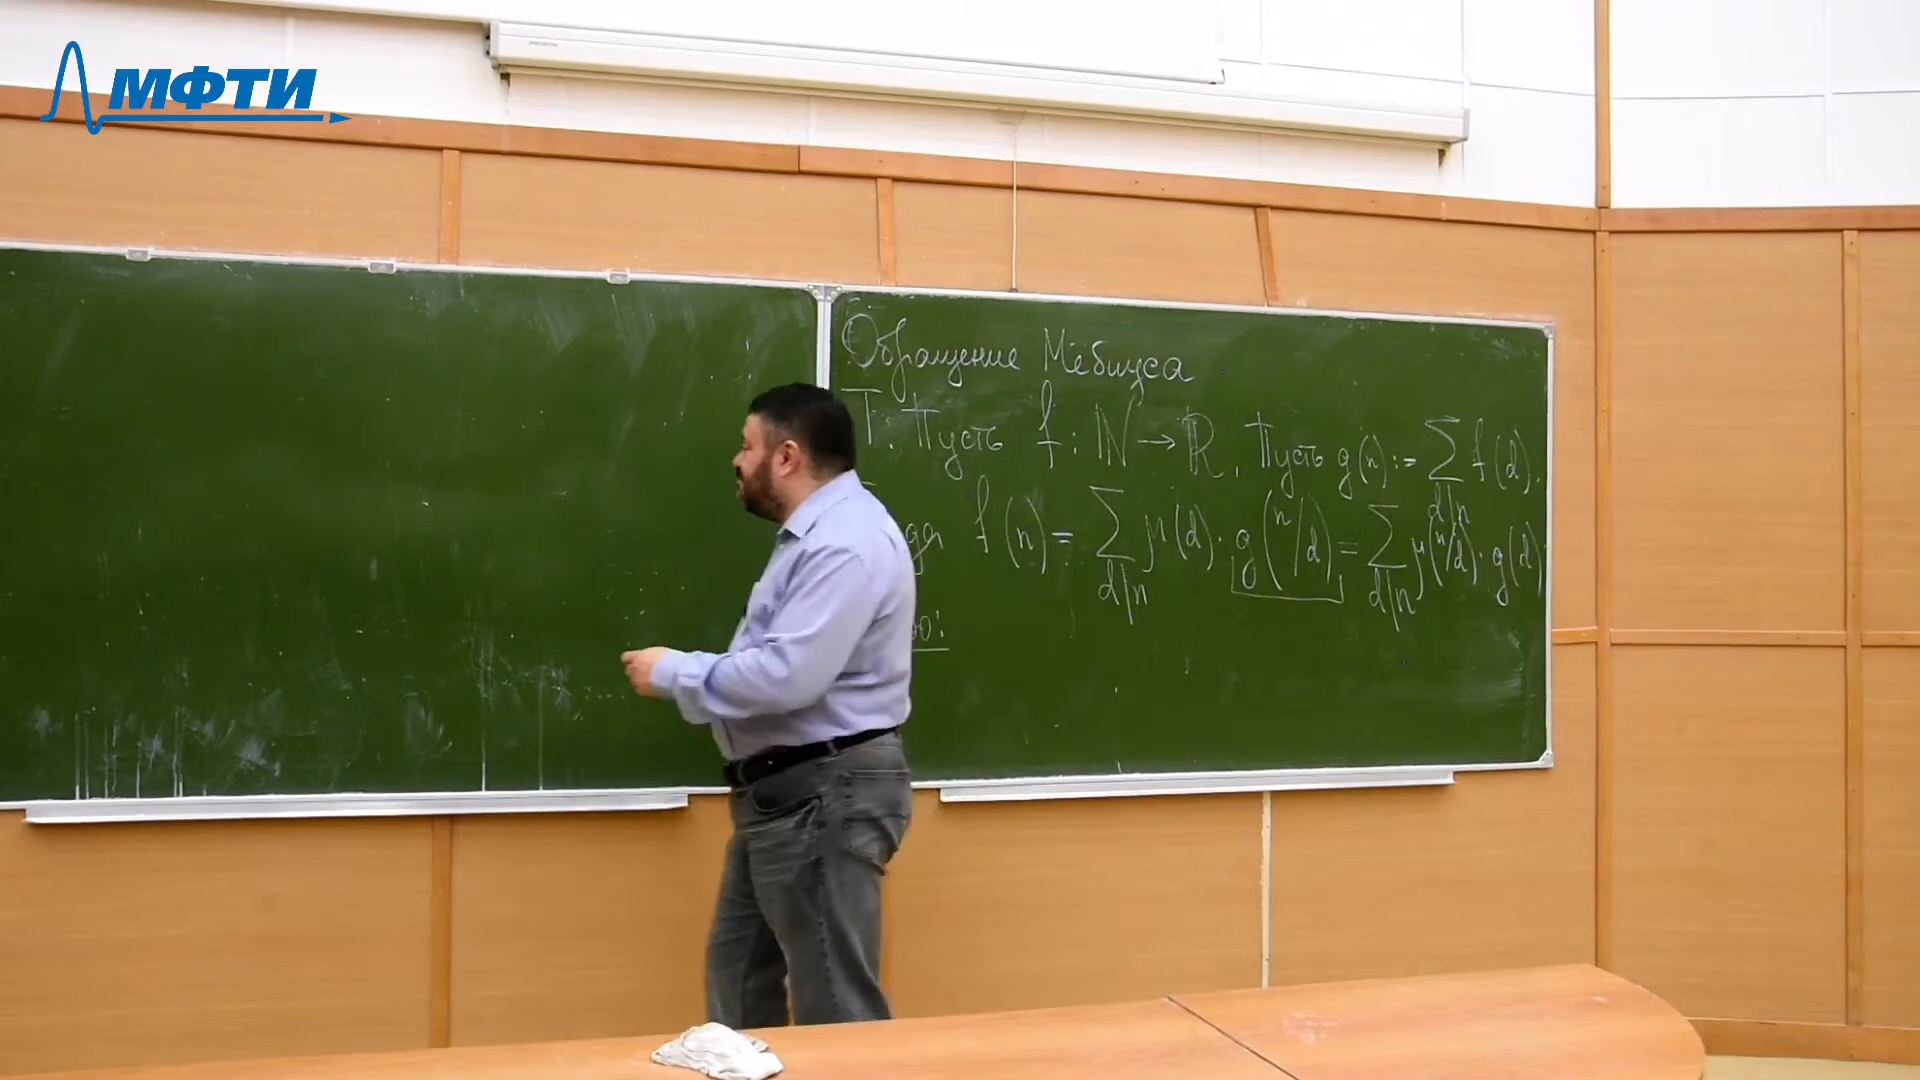 МФТИ
Обращение Мёбиуса
Т. Пусть f : ℕ → ℝ. Пусть g(n) := ∑ f(d).
d|n
f(n) = ∑ μ(d) · g(n/d) = ∑ μ(n/d) · g(d)
d|n d|n